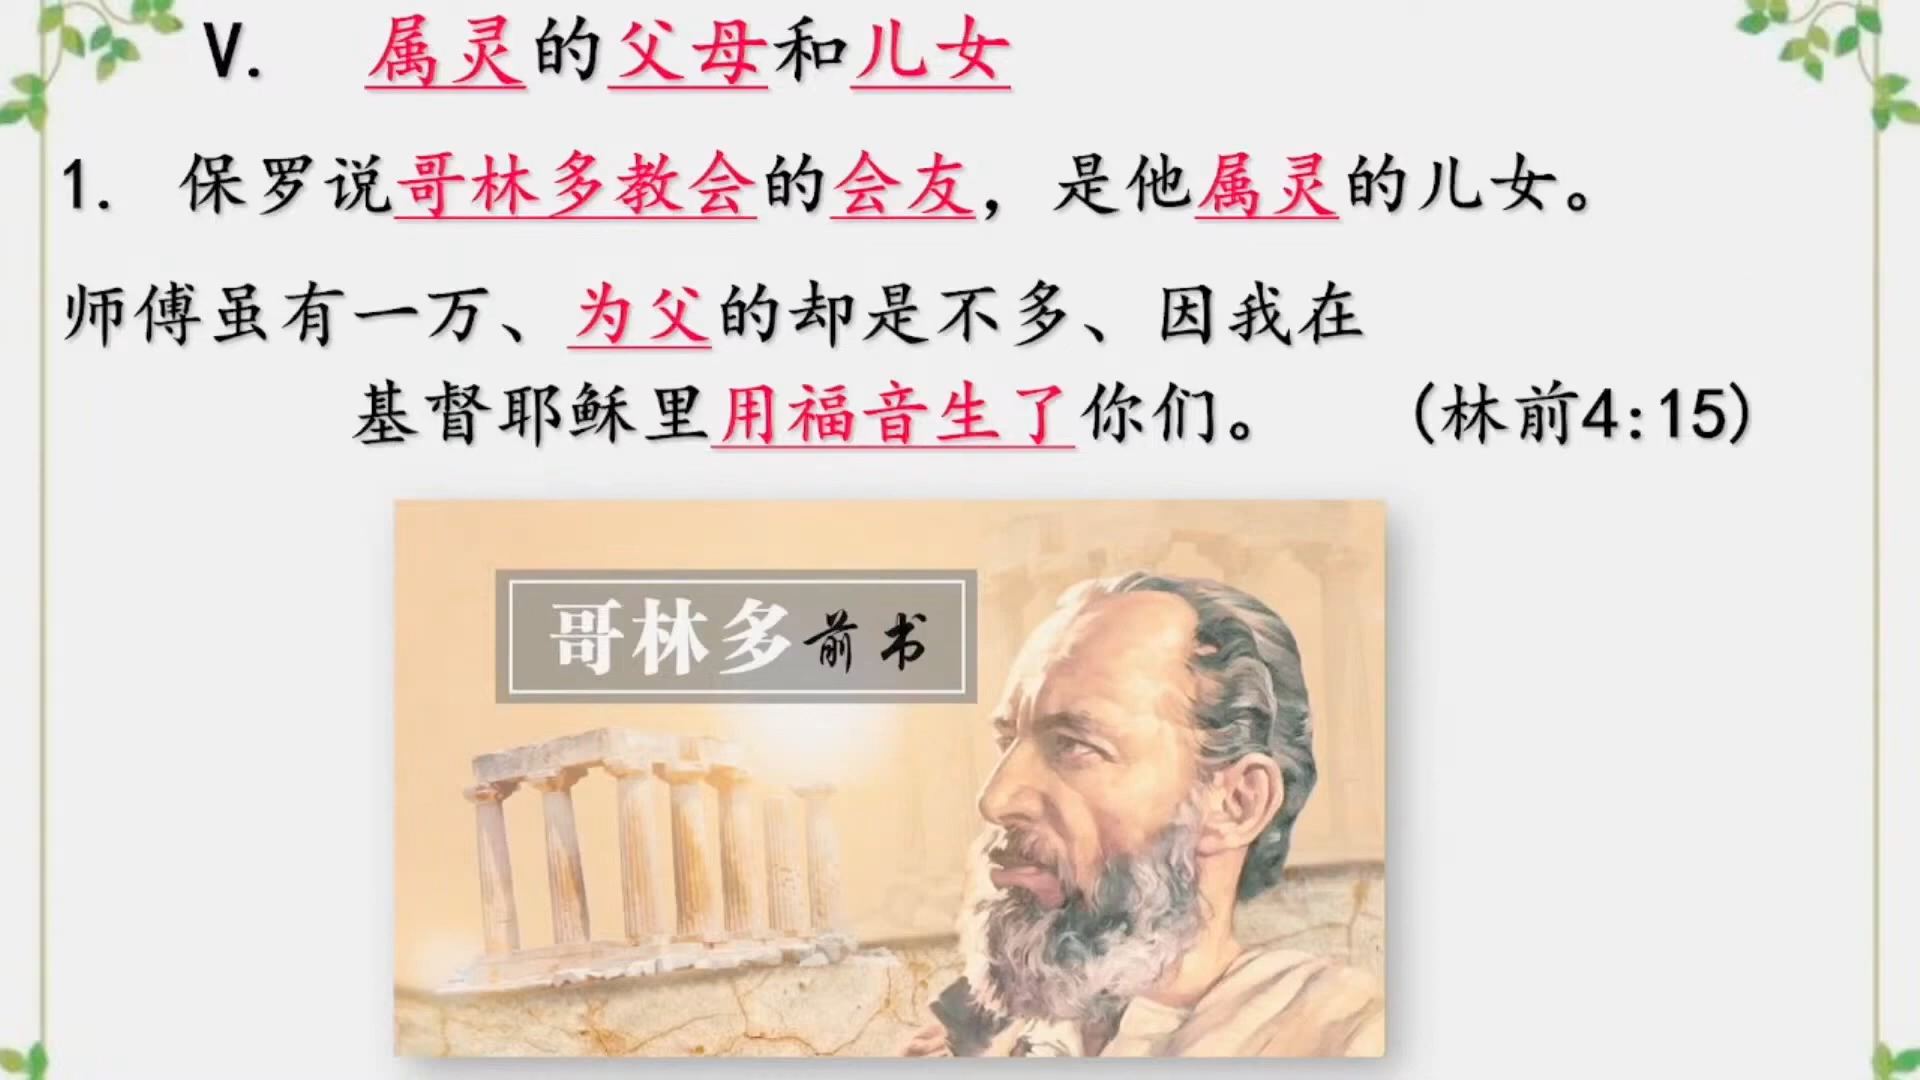 V. 属灵的父母和儿女
1. 保罗说哥林多教会的会友，是他属灵的儿女。
师傅虽有一万、为父的却是不多、因我在
基督耶稣里用福音生了你们。 (林前4:15)
哥林多前书